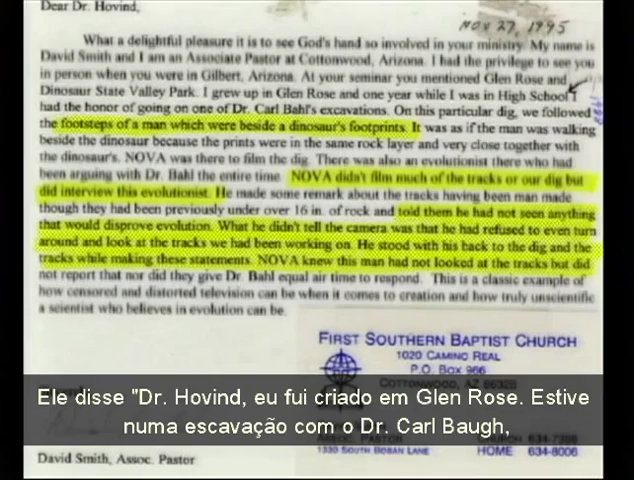 Dear Dr. Hovind,
Nov 27, 1995
What a delightful pleasure it is to see God's hand so involved in your ministry. My name is
David Smith and I am an Associate Pastor at Cottonwood, Arizona. I had the privilege to see you
in person when you were in Gilbert, Arizona. At your seminar you mentioned Glen Rose and
Dinosaur State Valley Park. I grew up in Glen Rose and one year while I was in High School I
had the honor of going on one of Dr. Carl Bahl's excavations. On this particular dig, we followed
the footsteps of a man which were beside a dinosaur's footprints. It was as if the man was walking
beside the dinosaur because the prints were in the same rock layer and very close together with
the dinosaur's. NOVA was there to film the dig. There was also an evolutionist there who had
been arguing with Dr. Bahl the entire time. NOVA didn't film much of the tracks or our dig but
did interview this evolutionist. He made some remark about the tracks having been man made
though they had been previously under over 16 in. of rock and told them he had not seen anything
that would disprove evolution. What he didn't tell the camera was that he had refused to even turn
around and look at the tracks we had been working on. He stood with his back to the dig and the
tracks while making these statements. NOVA knew this man had not looked at the tracks but did
not report that nor did they give Dr. Bahl equal air time to respond. This is a classic example of
how censored and distorted television can be when it comes to creation and how truly unscientific
a scientist who believes in evolution can be.
FIRST SOUTHERN BAPTIST CHURCH
1020 CAMINO REAL
P.O. BOX 966
COTTONWOOD, AZ 86326
Ele disse "Dr. Hovind, eu fui criado em Glen Rose. Estive
numa escavação com o Dr. Carl Baugh,
ASSOC. PASTOR
CHURCH 634-7386
1330 SOUTH BOBAN LANE
HOME 634-8006
David Smith, Assoc. Pastor